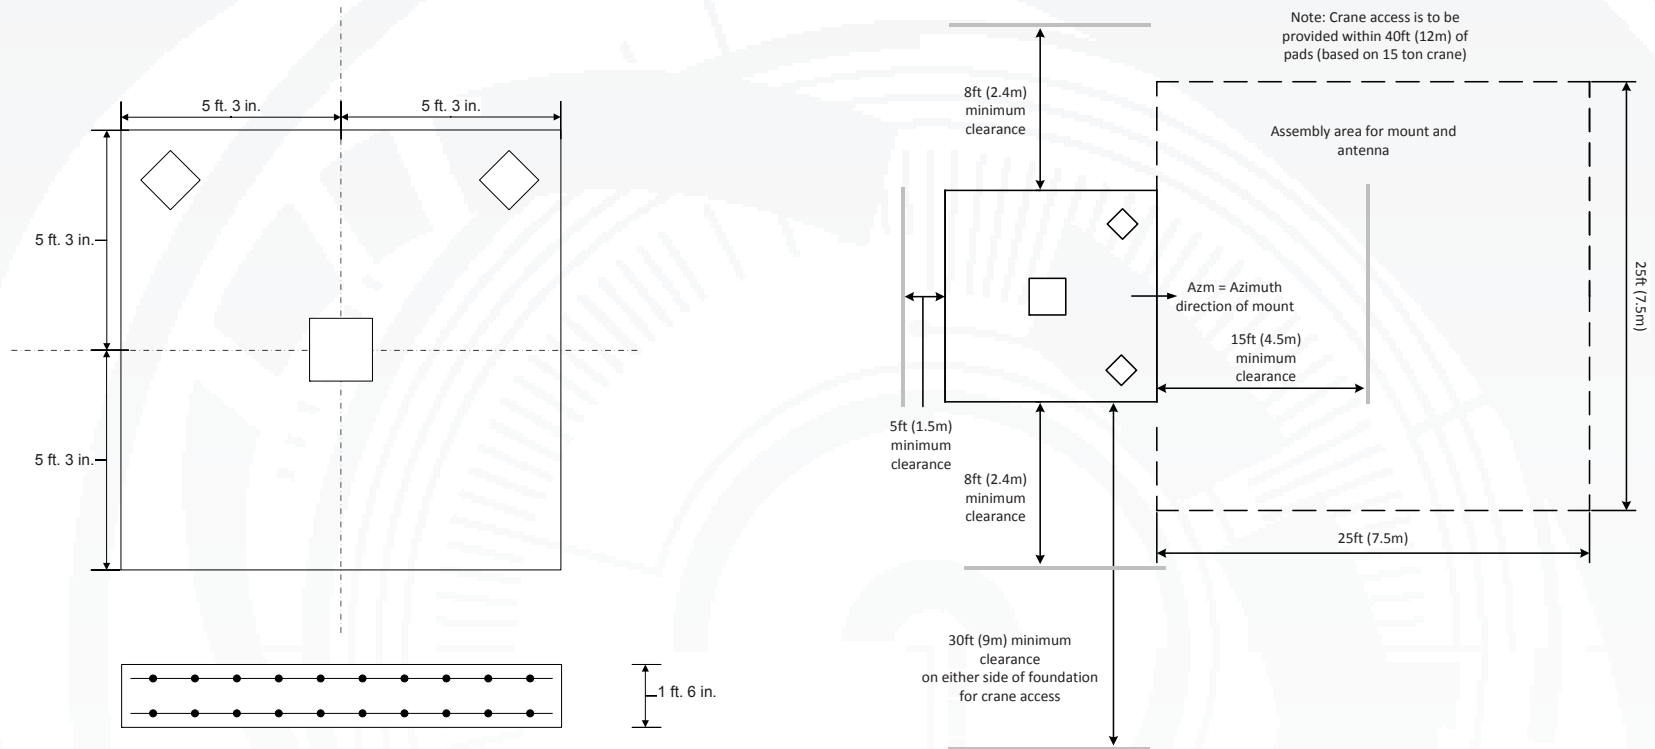 5 ft. 3 in.
5 ft. 3 in.
5 ft. 3 in.
5 ft. 3 in.
1 ft. 6 in.
Note: Crane access is to be
provided within 40ft (12m) of
pads (based on 15 ton crane)
8ft (2.4m)
minimum
clearance
Assembly area for mount and
antenna
Azm = Azimuth
direction of mount
25ft (7.5m)
15ft (4.5m)
minimum
clearance
5ft (1.5m)
minimum
clearance
8ft (2.4m)
minimum
clearance
25ft (7.5m)
30ft (9m) minimum
clearance
on either side of foundation
for crane access